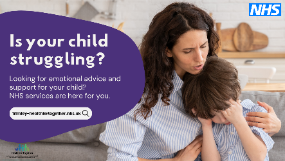 NHS
Is your child
struggling?
Looking for emotional advice and
support for your child?
NHS services are here for you.